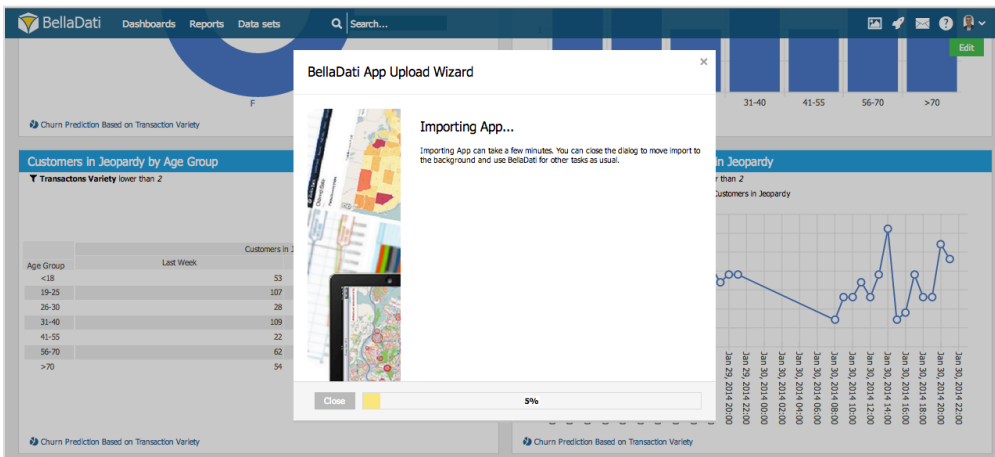 BellaDati Dashboards Reports Data sets Search...
Edit
F
31-40 41-55 56-70 >70
Churn Prediction Based on Transaction Variety
BellaDati App Upload Wizard
×
Importing App...
Importing App can take a few minutes. You can close the dialog to move import to
the background and use BellaDati for other tasks as usual.
Close 5%
Customers in Jeopardy by Age Group
Transactons Variety lower than 2
Customers in J
Age Group Last Week
<18 53
19-25 107
26-30 28
31-40 109
41-55 22
56-70 62
>70 54
Churn Prediction Based on Transaction Variety
in Jeopardy
r than 2
Customers in Jeopardy
Jan 29, 2014 20:00
Jan 29, 2014 22:00
Jan 30, 2014 00:00
Jan 30, 2014 02:00
Jan 30, 2014 04:00
Jan 30, 2014 06:00
Jan 30, 2014 08:00
Jan 30, 2014 10:00
Jan 30, 2014 12:00
Jan 30, 2014 14:00
Jan 30, 2014 16:00
Jan 30, 2014 18:00
Jan 30, 2014 20:00
Jan 30, 2014 22:00
Churn Prediction Based on Transaction Variety